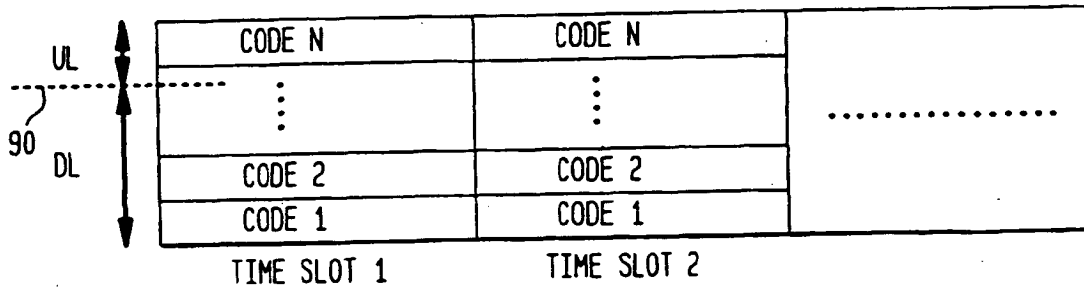 UL
90
DL
CODE N
CODE N
CODE 2
CODE 2
CODE 1
CODE 1
TIME SLOT 1
TIME SLOT 2